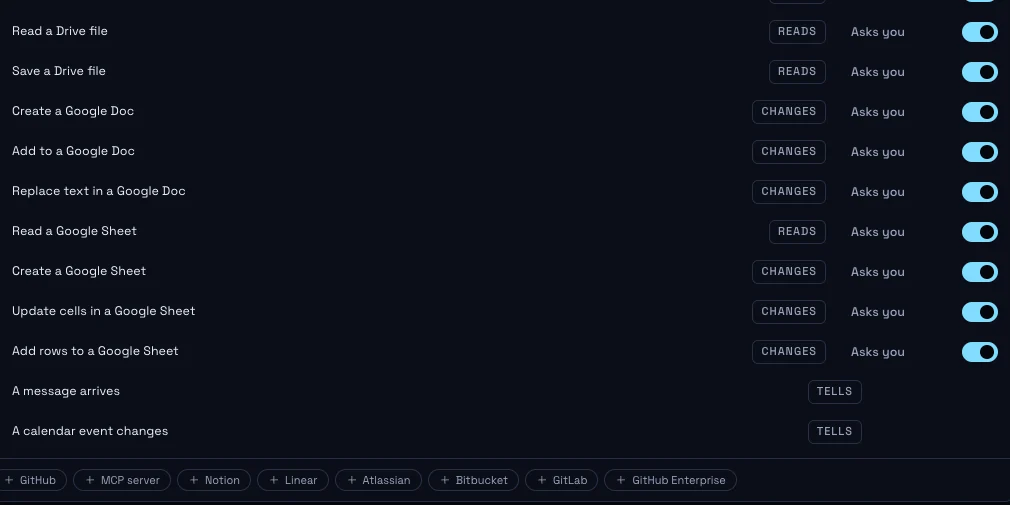 Read a Drive file READS Asks you
Save a Drive file READS Asks you
Create a Google Doc CHANGES Asks you
Add to a Google Doc CHANGES Asks you
Replace text in a Google Doc CHANGES Asks you
Read a Google Sheet READS Asks you
Create a Google Sheet CHANGES Asks you
Update cells in a Google Sheet CHANGES Asks you
Add rows to a Google Sheet CHANGES Asks you
A message arrives TELLS
A calendar event changes TELLS
+ GitHub + MCP server + Notion + Linear + Atlassian + Bitbucket + GitLab + GitHub Enterprise